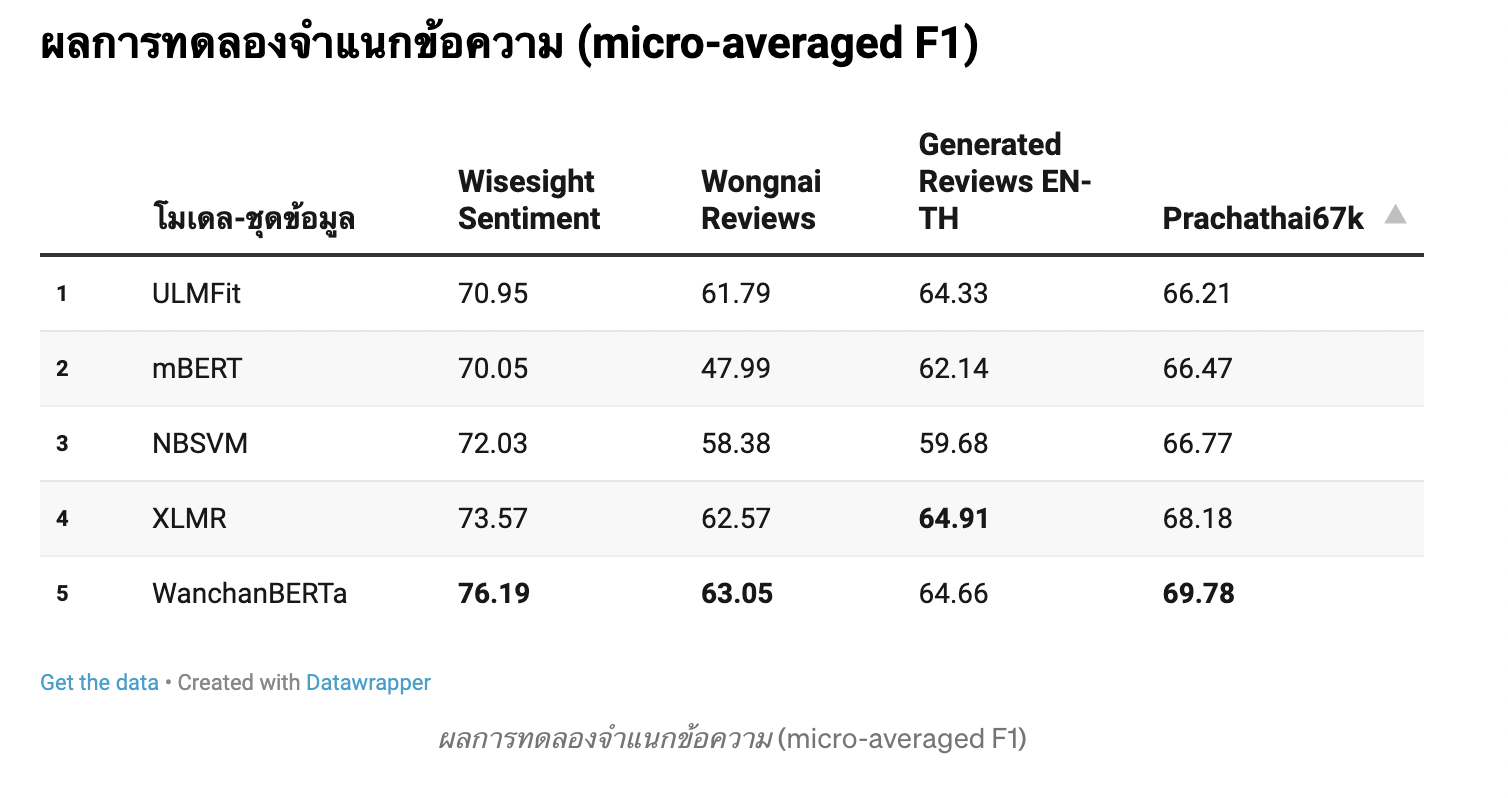 ผลการทดลองจำแนกข้อความ (micro-averaged F1)
โมเดล-ชุดข้อมูล Wisesight Sentiment Wongnai Reviews Generated Reviews EN-TH Prachathai67k ▲
1 ULMFit 70.95 61.79 64.33 66.21
2 mBERT 70.05 47.99 62.14 66.47
3 NBSVM 72.03 58.38 59.68 66.77
4 XLMR 73.57 62.57 64.91 68.18
5 WanchanBERTa 76.19 63.05 64.66 69.78
Get the data • Created with Datawrapper
ผลการทดลองจำแนกข้อความ (micro-averaged F1)